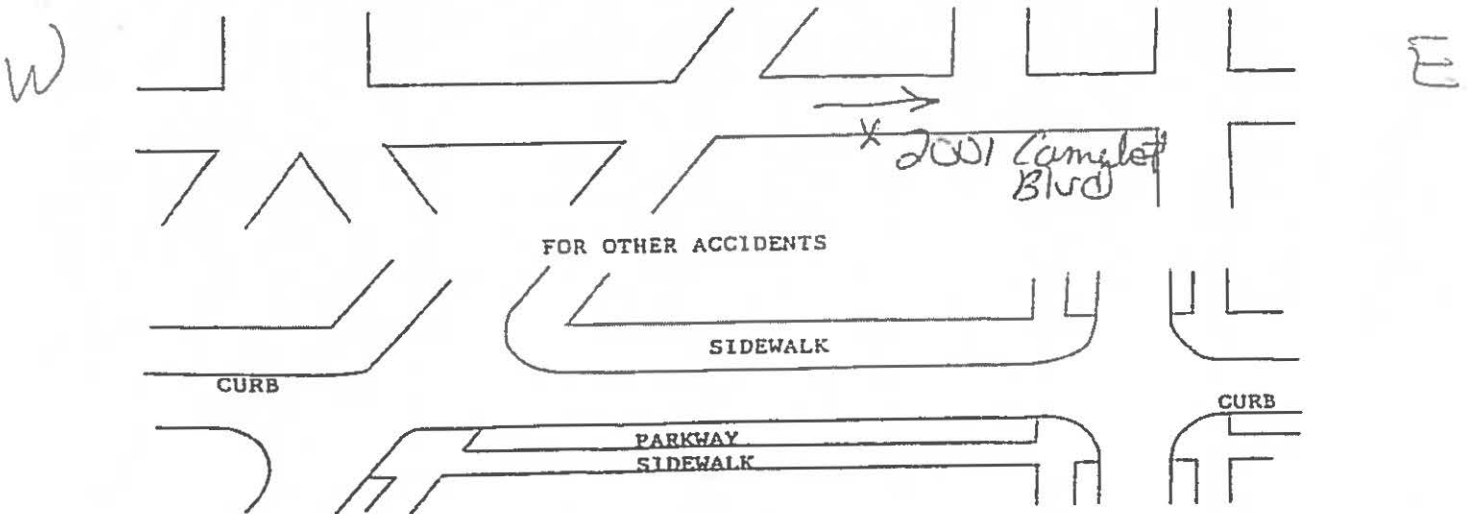 W
E
X 2001 Camelot
Blvd
FOR OTHER ACCIDENTS
SIDEWALK
CURB
CURB
PARKWAY
SIDEWALK